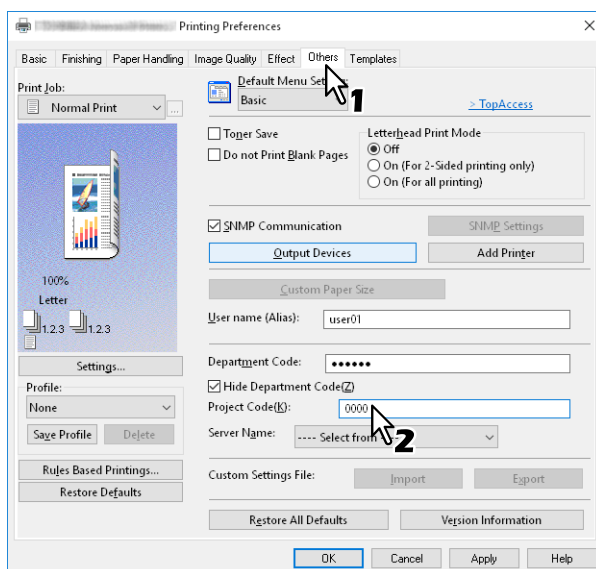 Printing Preferences
Basic Finishing Paper Handling Image Quality Effect Others Templates
Print Job:
Normal Print
...
Default Menu
Basic
1
> TopAccess
Toner Save
Do not Print Blank Pages
Letterhead Print Mode
Off
On (For 2-Sided printing only)
On (For all printing)
SNMP Communication
SNMP Settings
Output Devices
Add Printer
100%
Letter
1.2.3 1.2.3
Custom Paper Size
User name (Alias): user01
Settings...
Department Code: ••••••
Hide Department Code(Z)
Profile:
None
Save Profile Delete
Project Code(K): 0000
2
Server Name: ---- Select from
Rules Based Printings...
Restore Defaults
Custom Settings File: Import Export
Restore All Defaults Version Information
OK Cancel Apply Help